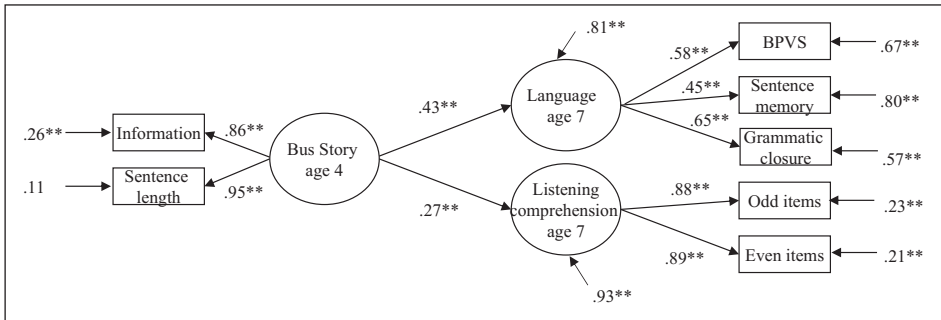 .81**
BPVS
.67**
.58**
Language
age 7
.43**
.45**
Sentence
memory
.80**
.65**
Grammatic
closure
.57**
.26**
Information
.86**
Bus Story
age 4
.11
Sentence
length
.95**
.27**
Listening
comprehension
age 7
.88**
Odd items
.23**
.89**
Even items
.21**
.93**